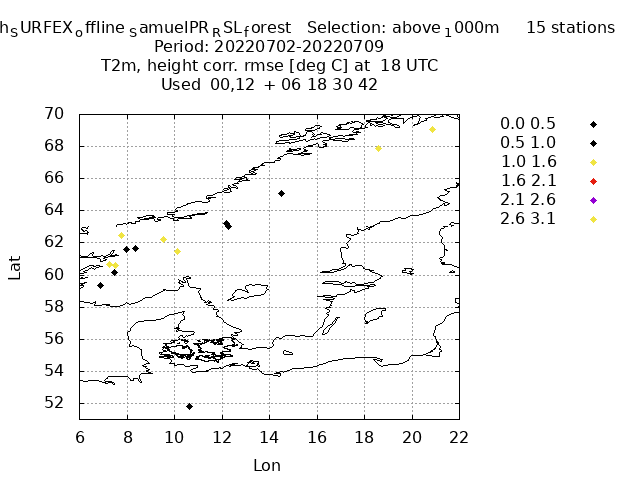 hSURFEXoffline SamuelPRRSLforest   Selection: above1000m   15 stations
Period: 20220702-20220709
T2m, height corr. rmse [deg C] at  18 UTC
Used  00,12  + 06 18 30 42
70
68
66
64
62
60
58
56
54
52
6 8 10 12 14 16 18 20 22
Lat
Lon
0.0 0.5
0.5 1.0
1.0 1.6
1.6 2.1
2.1 2.6
2.6 3.1